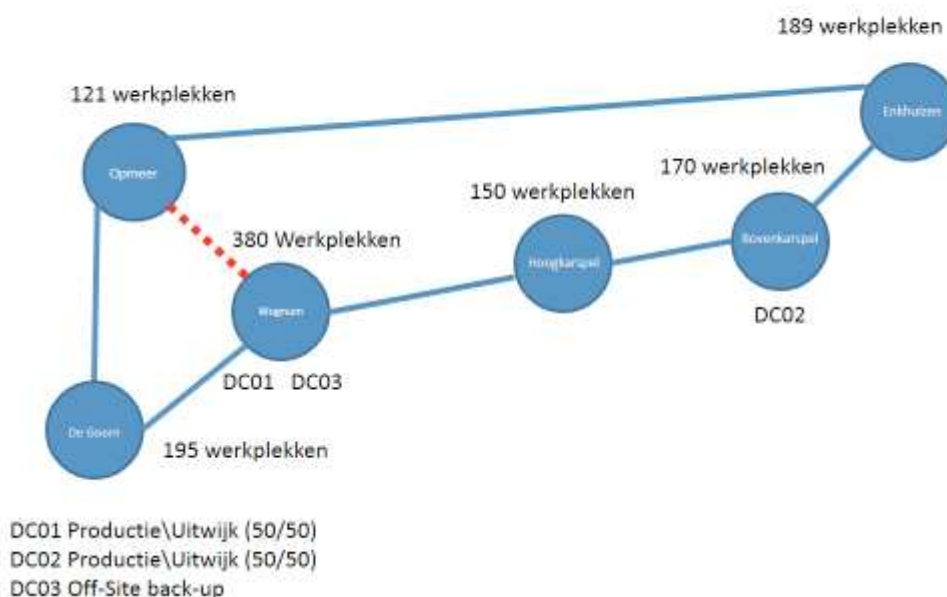 189 werkplekken
121 werkplekken
Enkhuizen
170 werkplekken
Opmeer
150 werkplekken
380 Werkplekken
Bovenkarspel
Hoogkarspel
Wognum
DC02
DC01 DC03
De Goorn
195 werkplekken
DC01 Productie\Uitwijk (50/50)
DC02 Productie\Uitwijk (50/50)
DC03 Off-Site back-up